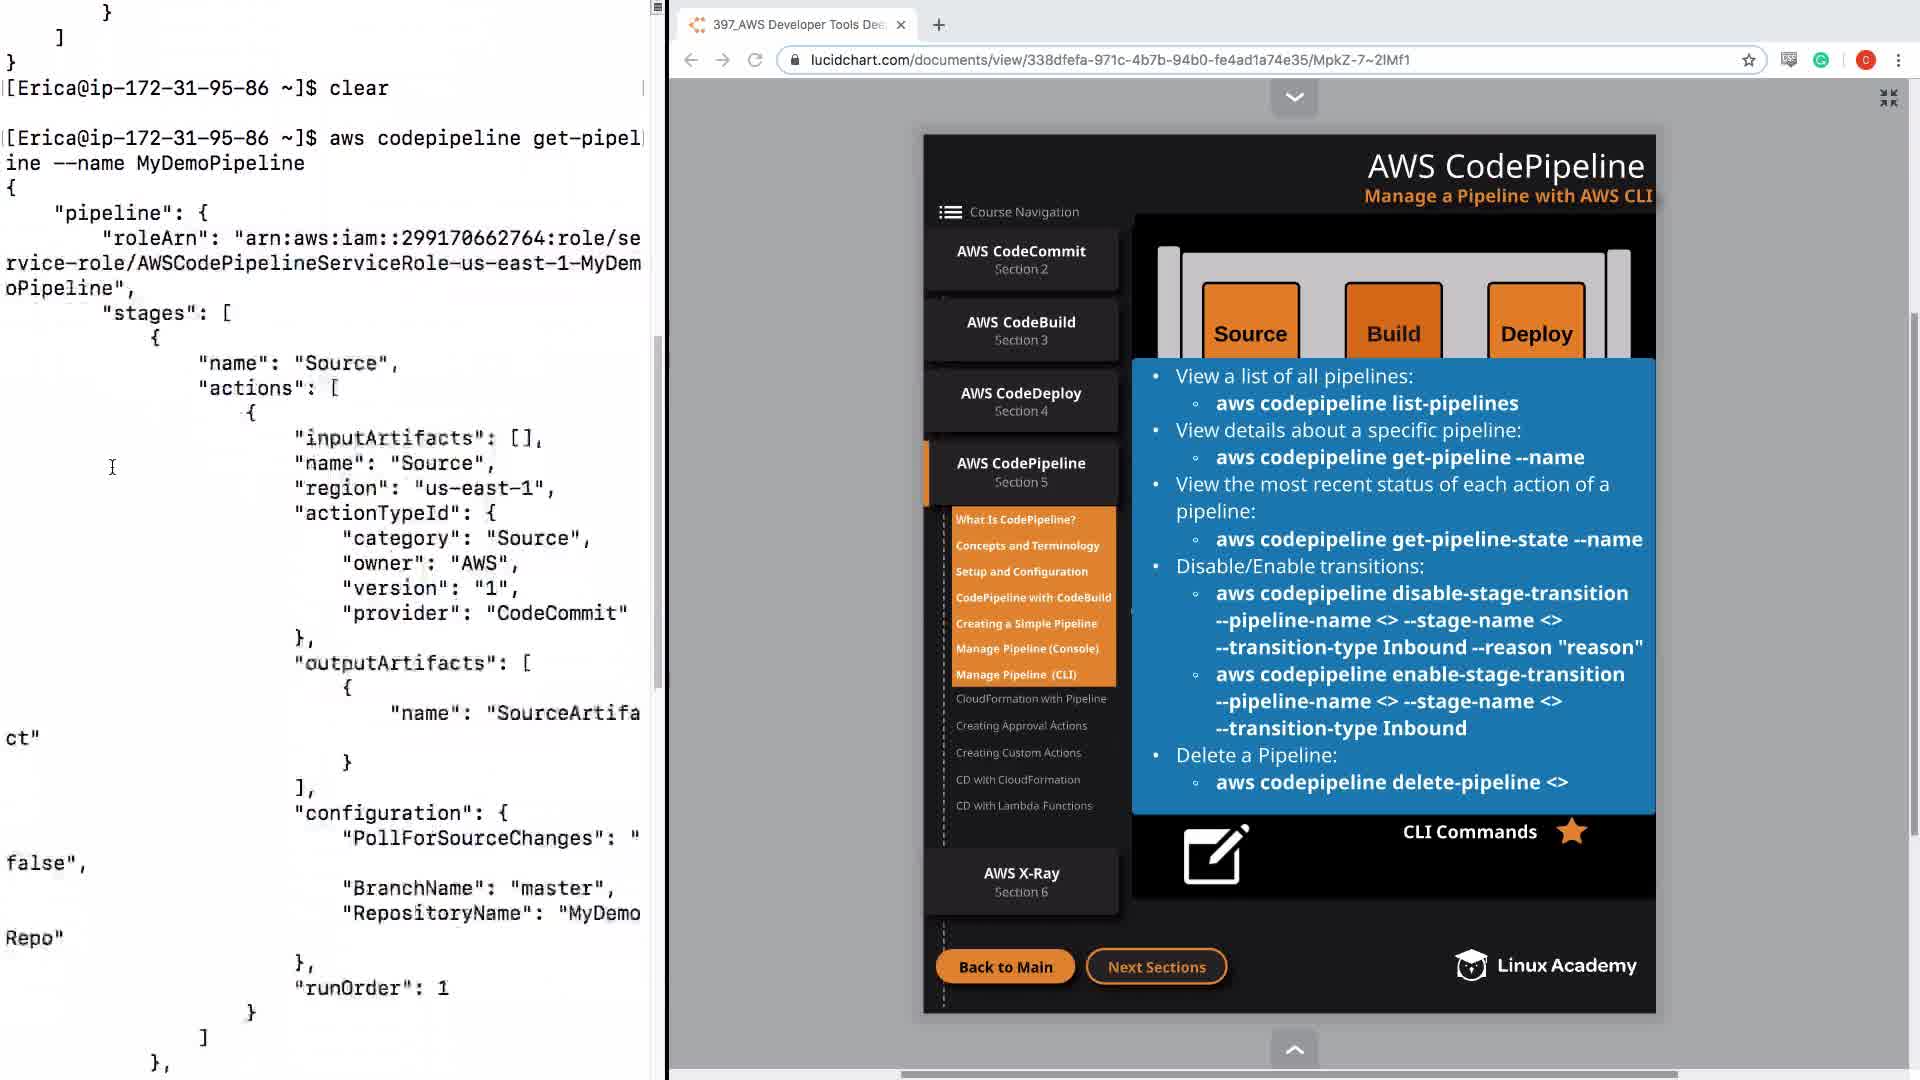 }
]
}
[Erica@ip-172-31-95-86 ~]$ clear
[Erica@ip-172-31-95-86 ~]$ aws codepipeline get-pipel
ine --name MyDemoPipeline
{
"pipeline": {
"roleArn": "arn:aws:iam::299170662764:role/se
rvice-role/AWSCodePipelineServiceRole-us-east-1-MyDem
oPipeline",
"stages": [
{
"name": "Source",
"actions": [
{
"inputArtifacts": [],
"name": "Source",
"region": "us-east-1",
"actionTypeId": {
"category": "Source",
"owner": "AWS",
"version": "1",
"provider": "CodeCommit"
},
"outputArtifacts": [
{
"name": "SourceArtifa
ct"
}
],
"configuration": {
"PollForSourceChanges": "
false",
"BranchName": "master",
"RepositoryName": "MyDemo
Repo"
},
"runOrder": 1
}
]
},
397_AWS Developer Tools Dee
lucidchart.com/documents/view/338dfefa-971c-4b7b-94b0-fe4ad1a74e35/MpkZ-7~2IMf1
C
AWS CodePipeline
Manage a Pipeline with AWS CLI
Course Navigation
AWS CodeCommit
Section 2
AWS CodeBuild
Section 3
AWS CodeDeploy
Section 4
AWS CodePipeline
Section 5
What Is CodePipeline?
Concepts and Terminology
Setup and Configuration
CodePipeline with CodeBuild
Creating a Simple Pipeline
Manage Pipeline (Console)
Manage Pipeline (CLI)
CloudFormation with Pipeline
Creating Approval Actions
Creating Custom Actions
CD with CloudFormation
CD with Lambda Functions
AWS X-Ray
Section 6
Back to Main
Next Sections
Source
Build
Deploy
• View a list of all pipelines:
◦ aws codepipeline list-pipelines
• View details about a specific pipeline:
◦ aws codepipeline get-pipeline --name
• View the most recent status of each action of a
pipeline:
◦ aws codepipeline get-pipeline-state --name
• Disable/Enable transitions:
◦ aws codepipeline disable-stage-transition
--pipeline-name <> --stage-name <>
--transition-type Inbound --reason "reason"
◦ aws codepipeline enable-stage-transition
--pipeline-name <> --stage-name <>
--transition-type Inbound
• Delete a Pipeline:
◦ aws codepipeline delete-pipeline <>
CLI Commands
Linux Academy